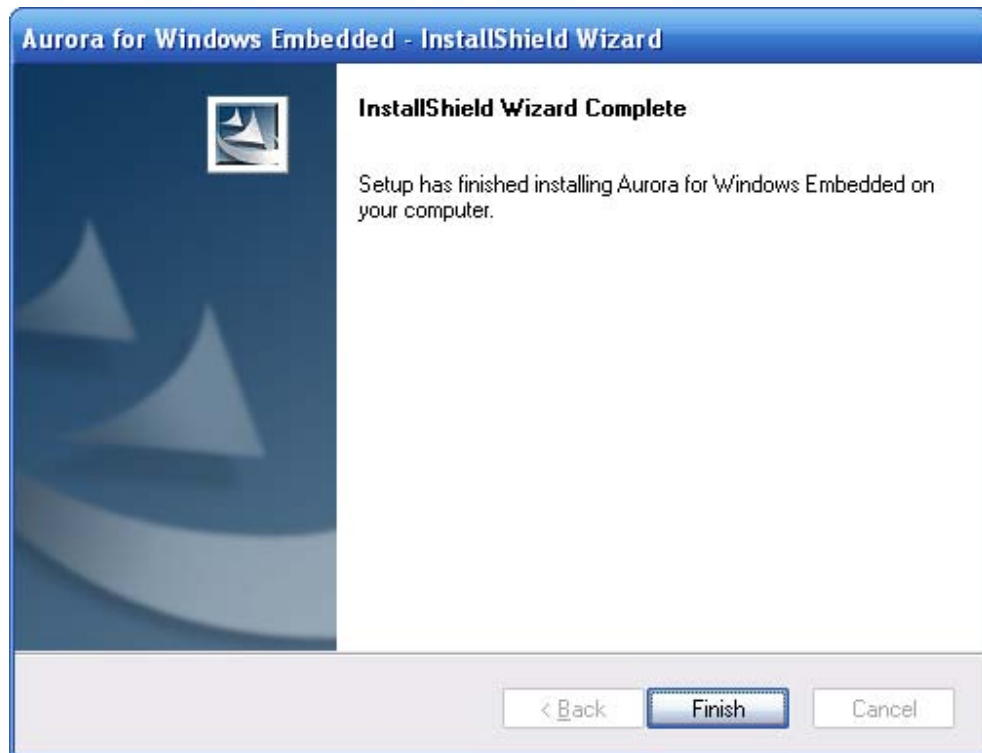 Aurora for Windows Embedded - InstallShield Wizard
InstallShield Wizard Complete
Setup has finished installing Aurora for Windows Embedded on
your computer.
< Back
Finish
Cancel